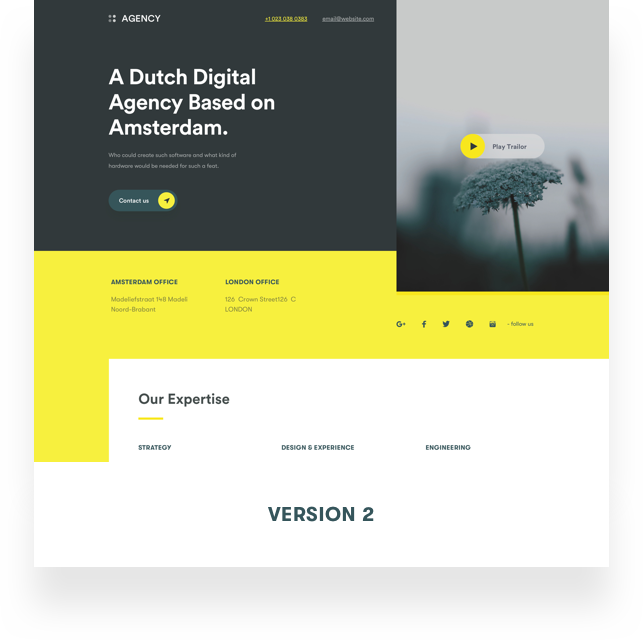 AGENCY
+1 023 038 0383
email@website.com
A Dutch Digital
Agency Based on
Amsterdam.
Who could create such software and what kind of
hardware would be needed for such a feat.
Contact us
Play Trailor
AMSTERDAM OFFICE
Madeliefstraat 148 Madeli
Noord-Brabant
LONDON OFFICE
126 Crown Street126 C
LONDON
G+
- follow us
Our Expertise
STRATEGY
DESIGN & EXPERIENCE
ENGINEERING
VERSION 2